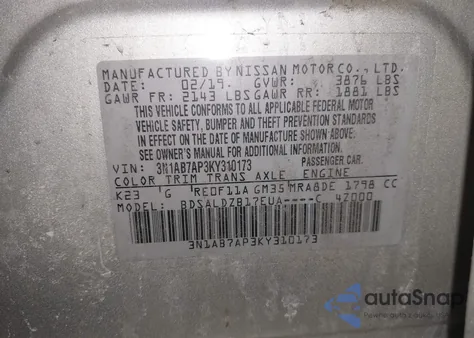 MANUFACTURED BY NISSAN MOTOR CO., LTD.
DATE: 02/19. GVWR: 3876 LBS
GAWR FR: 2143 LBS GAWR RR: 1881 LBS
THIS VEHICLE CONFORMS TO ALL APPLICABLE FEDERAL MOTOR
VEHICLE SAFETY, BUMPER AND THEFT PREVENTION STANDARDS
IN EFFECT ON THE DATE OF MANUFACTURE SHOWN ABOVE.
SEE OWNER'S MANUAL FOR ADDITIONAL INFORMATION.
VIN: 3N1AB7AP3KY310173 PASSENGER CAR.
COLOR TRIM TRANS AXLE ENGINE
K23 G RE0F11A GM35 MRA8DE 1798 CC
MODEL: BDSALDZB17EUA----C 4Z000
3N1AB7AP3KY310173
autoSnap